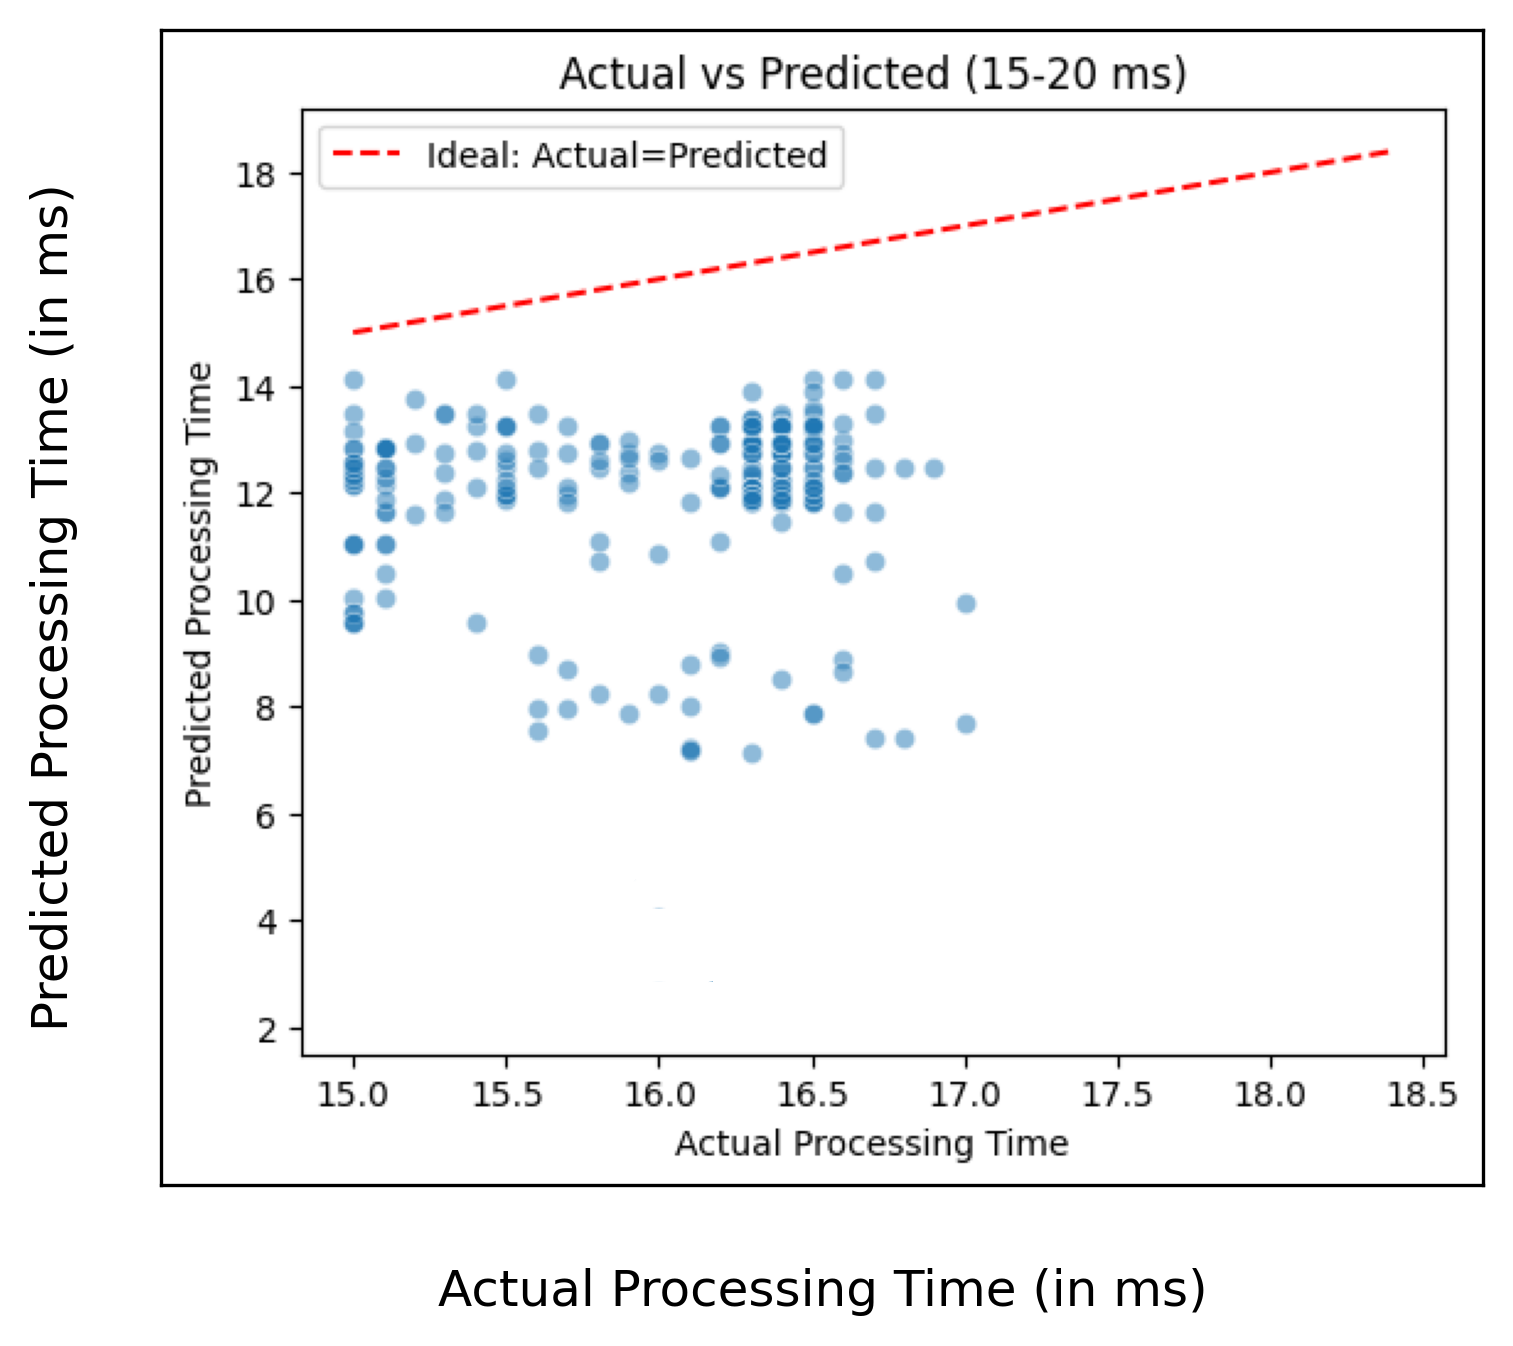 Actual vs Predicted (15-20 ms)
Ideal: Actual=Predicted
18
16
14
12
10
8
6
4
2
Predicted Processing Time
Predicted Processing Time (in ms)
15.0 15.5 16.0 16.5 17.0 17.5 18.0 18.5
Actual Processing Time
Actual Processing Time (in ms)